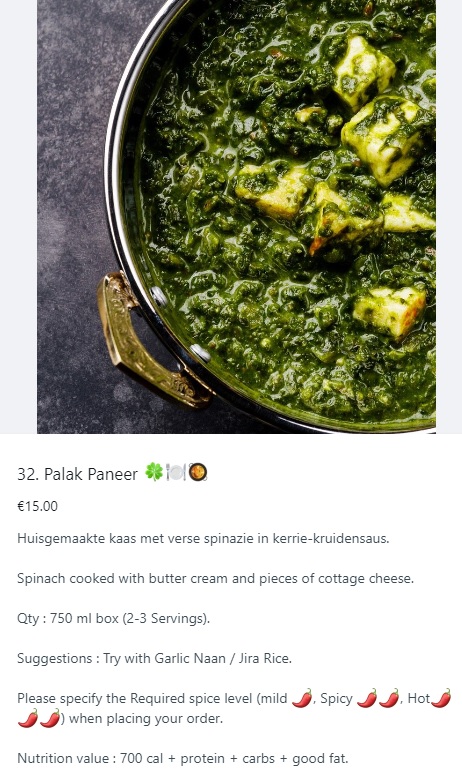 32. Palak Paneer 🍀🍽️🥘
€15.00
Huisgemaakte kaas met verse spinazie in kerrie-kruidensaus.
Spinach cooked with butter cream and pieces of cottage cheese.
Qty : 750 ml box (2-3 Servings).
Suggestions : Try with Garlic Naan / Jira Rice.
Please specify the Required spice level (mild 🌶️, Spicy 🌶️🌶️, Hot🌶️
🌶️🌶️) when placing your order.
Nutrition value : 700 cal + protein + carbs + good fat.